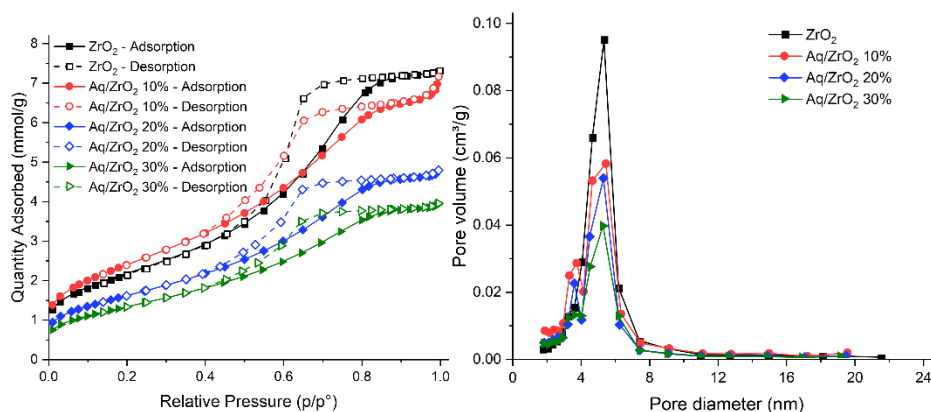 8
7
6
5
4
3
2
1
0
Quantity Adsorbed (mmol/g)
ZrO₂ - Adsorption
ZrO₂ - Desorption
Aq/ZrO₂ 10% - Adsorption
Aq/ZrO₂ 10% - Desorption
Aq/ZrO₂ 20% - Adsorption
Aq/ZrO₂ 20% - Desorption
Aq/ZrO₂ 30% - Adsorption
Aq/ZrO₂ 30% - Desorption
0.0 0.2 0.4 0.6 0.8 1.0
Relative Pressure (p/p°)
0.10
0.08
0.06
0.04
0.02
0.00
Pore volume (cm³/g)
ZrO₂
Aq/ZrO₂ 10%
Aq/ZrO₂ 20%
Aq/ZrO₂ 30%
0 4 8 12 16 20 24
Pore diameter (nm)